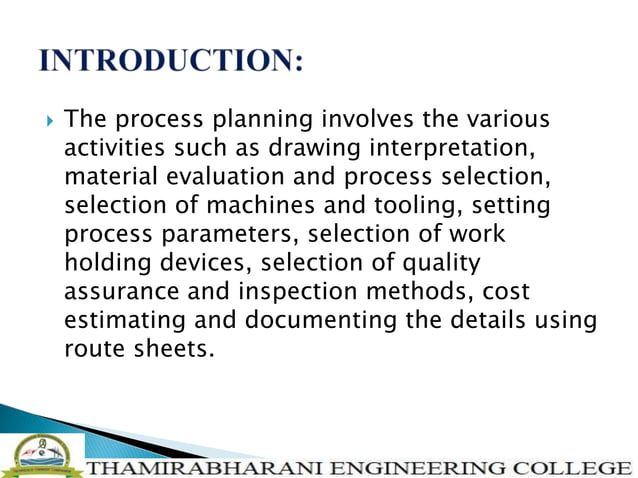 INTRODUCTION:
The process planning involves the various
activities such as drawing interpretation,
material evaluation and process selection,
selection of machines and tooling, setting
process parameters, selection of work
holding devices, selection of quality
assurance and inspection methods, cost
estimating and documenting the details using
route sheets.
THAMIRABHARANI ENGINEERING COLLEGE